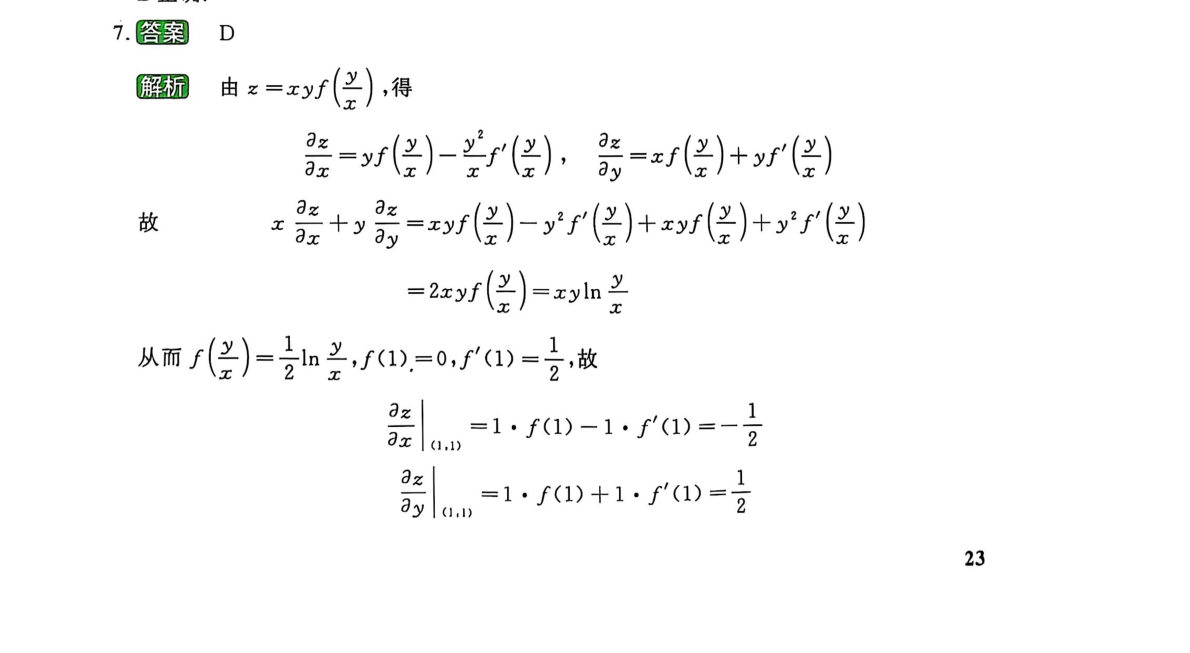 7. 答案 D
解析 由 z=xyf(y/x),得
∂z/∂x=yf(y/x)-y²/x f′(y/x), ∂z/∂y=xf(y/x)+yf′(y/x)
故 x ∂z/∂x+y ∂z/∂y=xyf(y/x)-y²f′(y/x)+xyf(y/x)+y²f′(y/x)
=2xyf(y/x)=xyln y/x
从而 f(y/x)=1/2 ln y/x,f(1)=0,f′(1)=1/2,故
∂z/∂x|(1,1)=1·f(1)-1·f′(1)=-1/2
∂z/∂y|(1,1)=1·f(1)+1·f′(1)=1/2
23